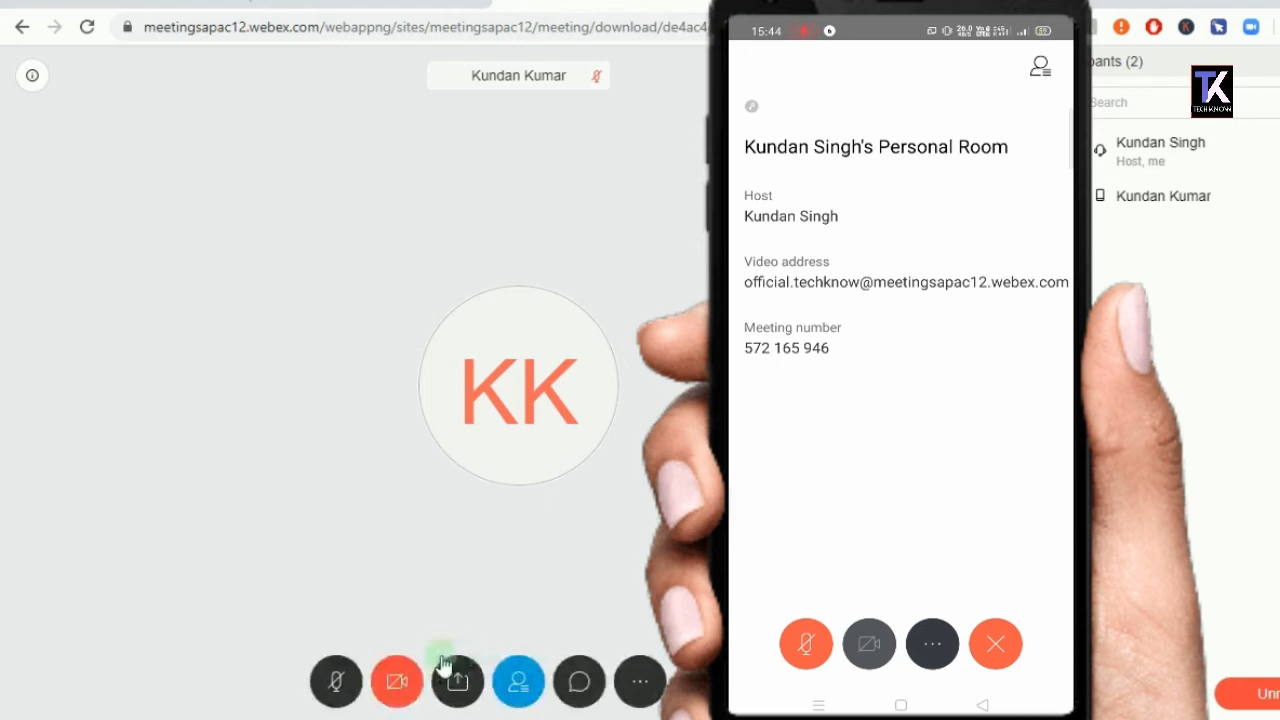 meetingsapac12.webex.com/webappng/sites/meetingsapac12/meeting/download/de4ac4
Kundan Kumar
KK
15:44
Kundan Singh's Personal Room
Host
Kundan Singh
Video address
official.techknow@meetingsapac12.webex.com
Meeting number
572 165 946
pants (2)
Search
TK
TECH KNOW
Kundan Singh
Host, me
Kundan Kumar